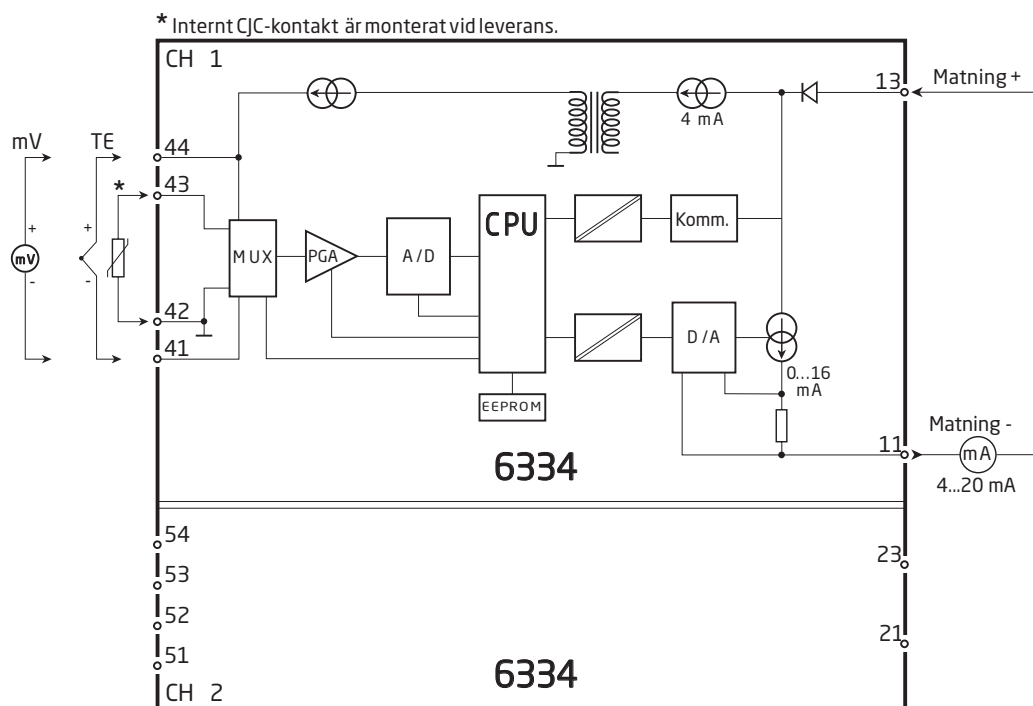 * Internt CJC-kontakt är monterat vid leverans.
CH 1
13
Matning +
4 mA
mV
TE
44
*
43
+
mV
-
+
-
MUX
PGA
A/D
CPU
Komm.
42
41
D/A
0...16
mA
EEPROM
Matning -
11
mA
4...20 mA
6334
54
53
52
51
23
21
6334
CH 2